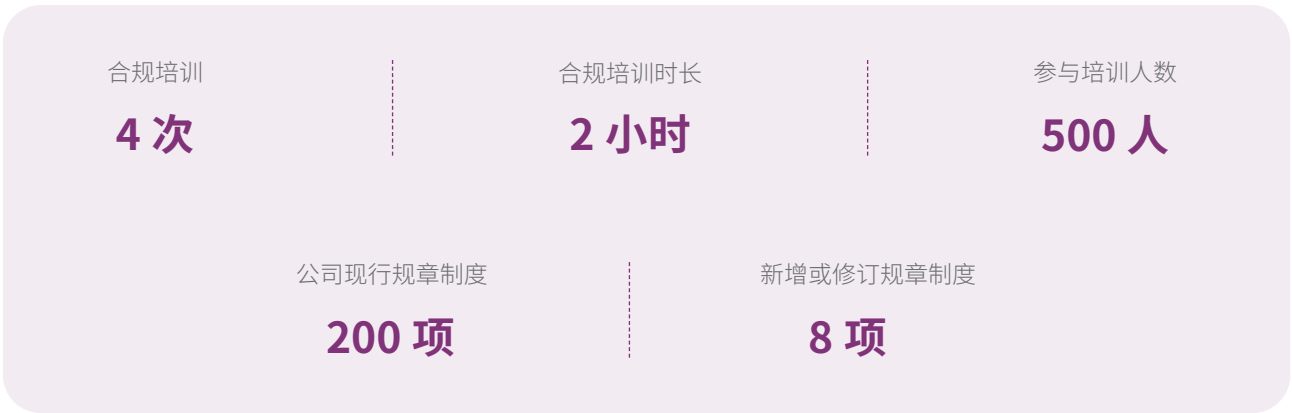 合规培训
4 次
合规培训时长
2 小时
参与培训人数
500 人
公司现行规章制度
200 项
新增或修订规章制度
8 项